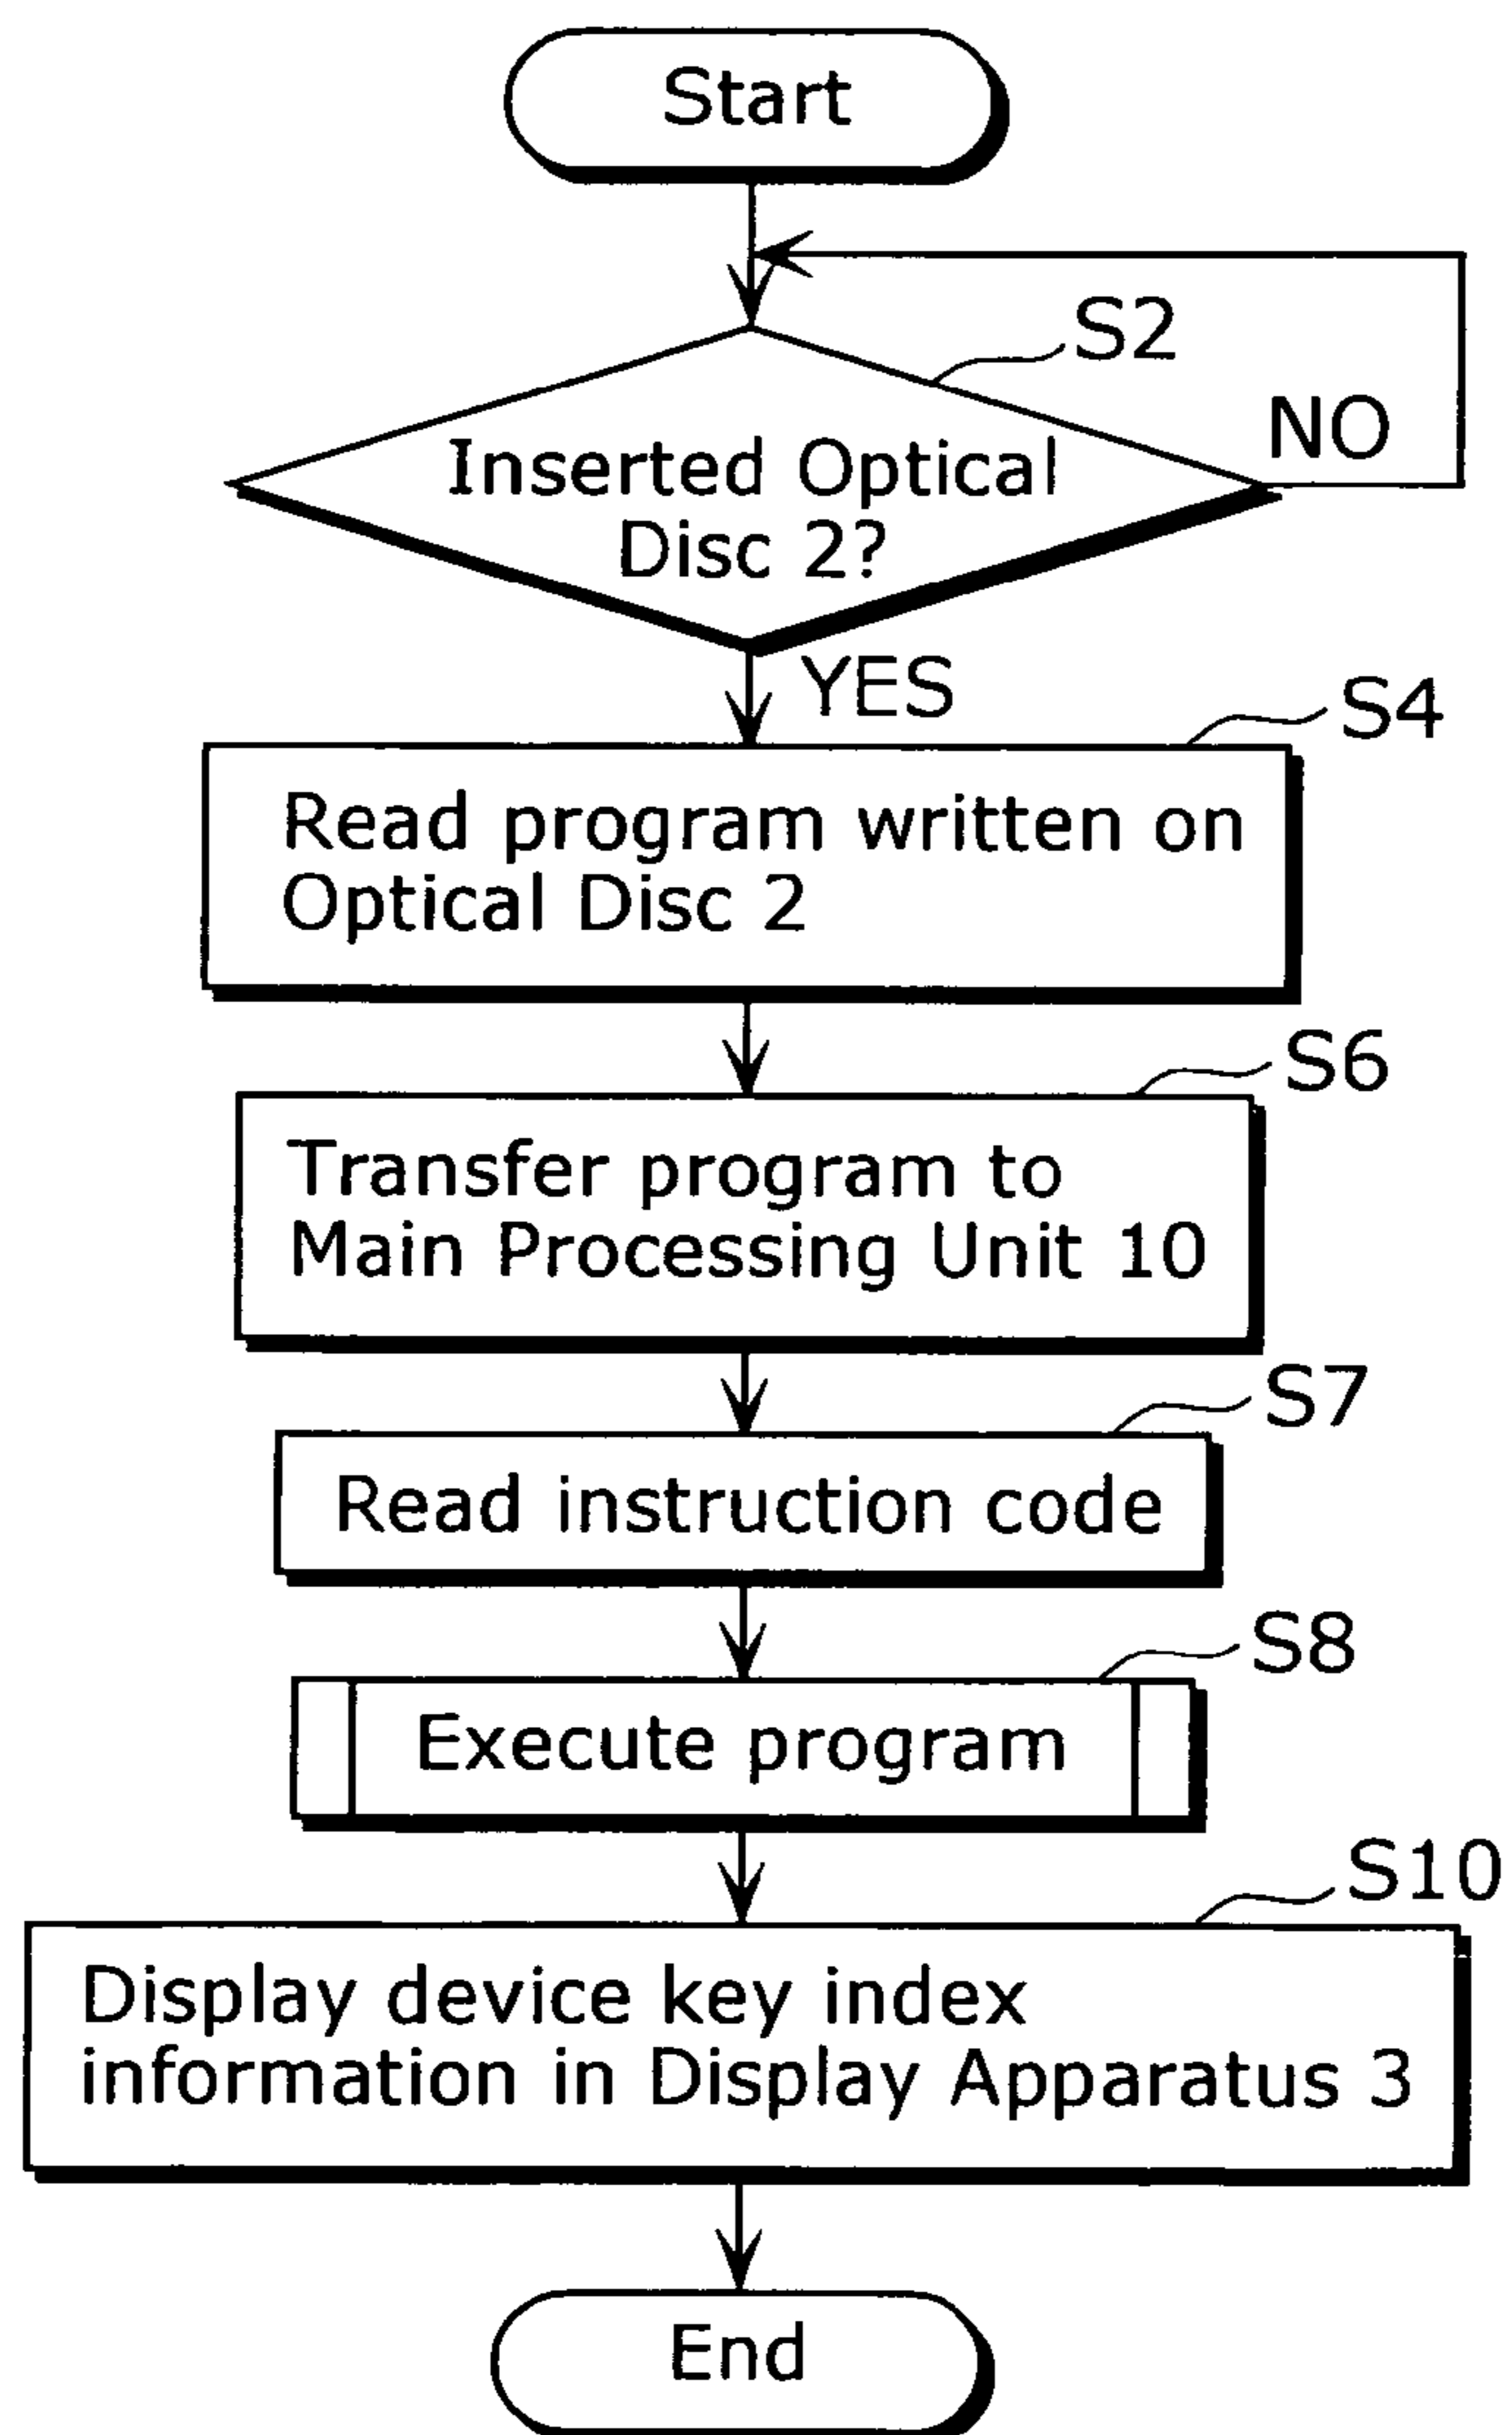 Start
S2
NO
Inserted Optical
Disc 2?
YES
S4
Read program written on
Optical Disc 2
S6
Transfer program to
Main Processing Unit 10
S7
Read instruction code
S8
Execute program
S10
Display device key index
information in Display Apparatus 3
End